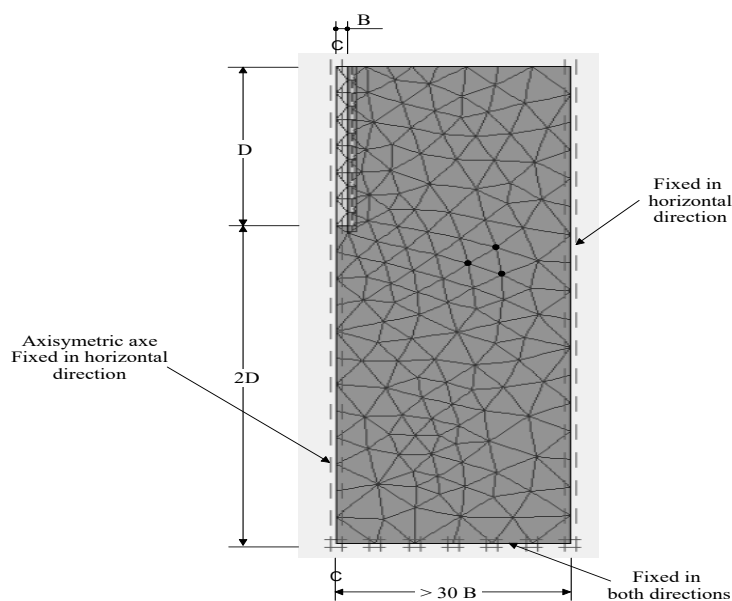 B
C
D
Fixed in
horizontal
direction
Axisymetric axe
Fixed in horizontal
direction
2D
C
> 30 B
Fixed in
both directions